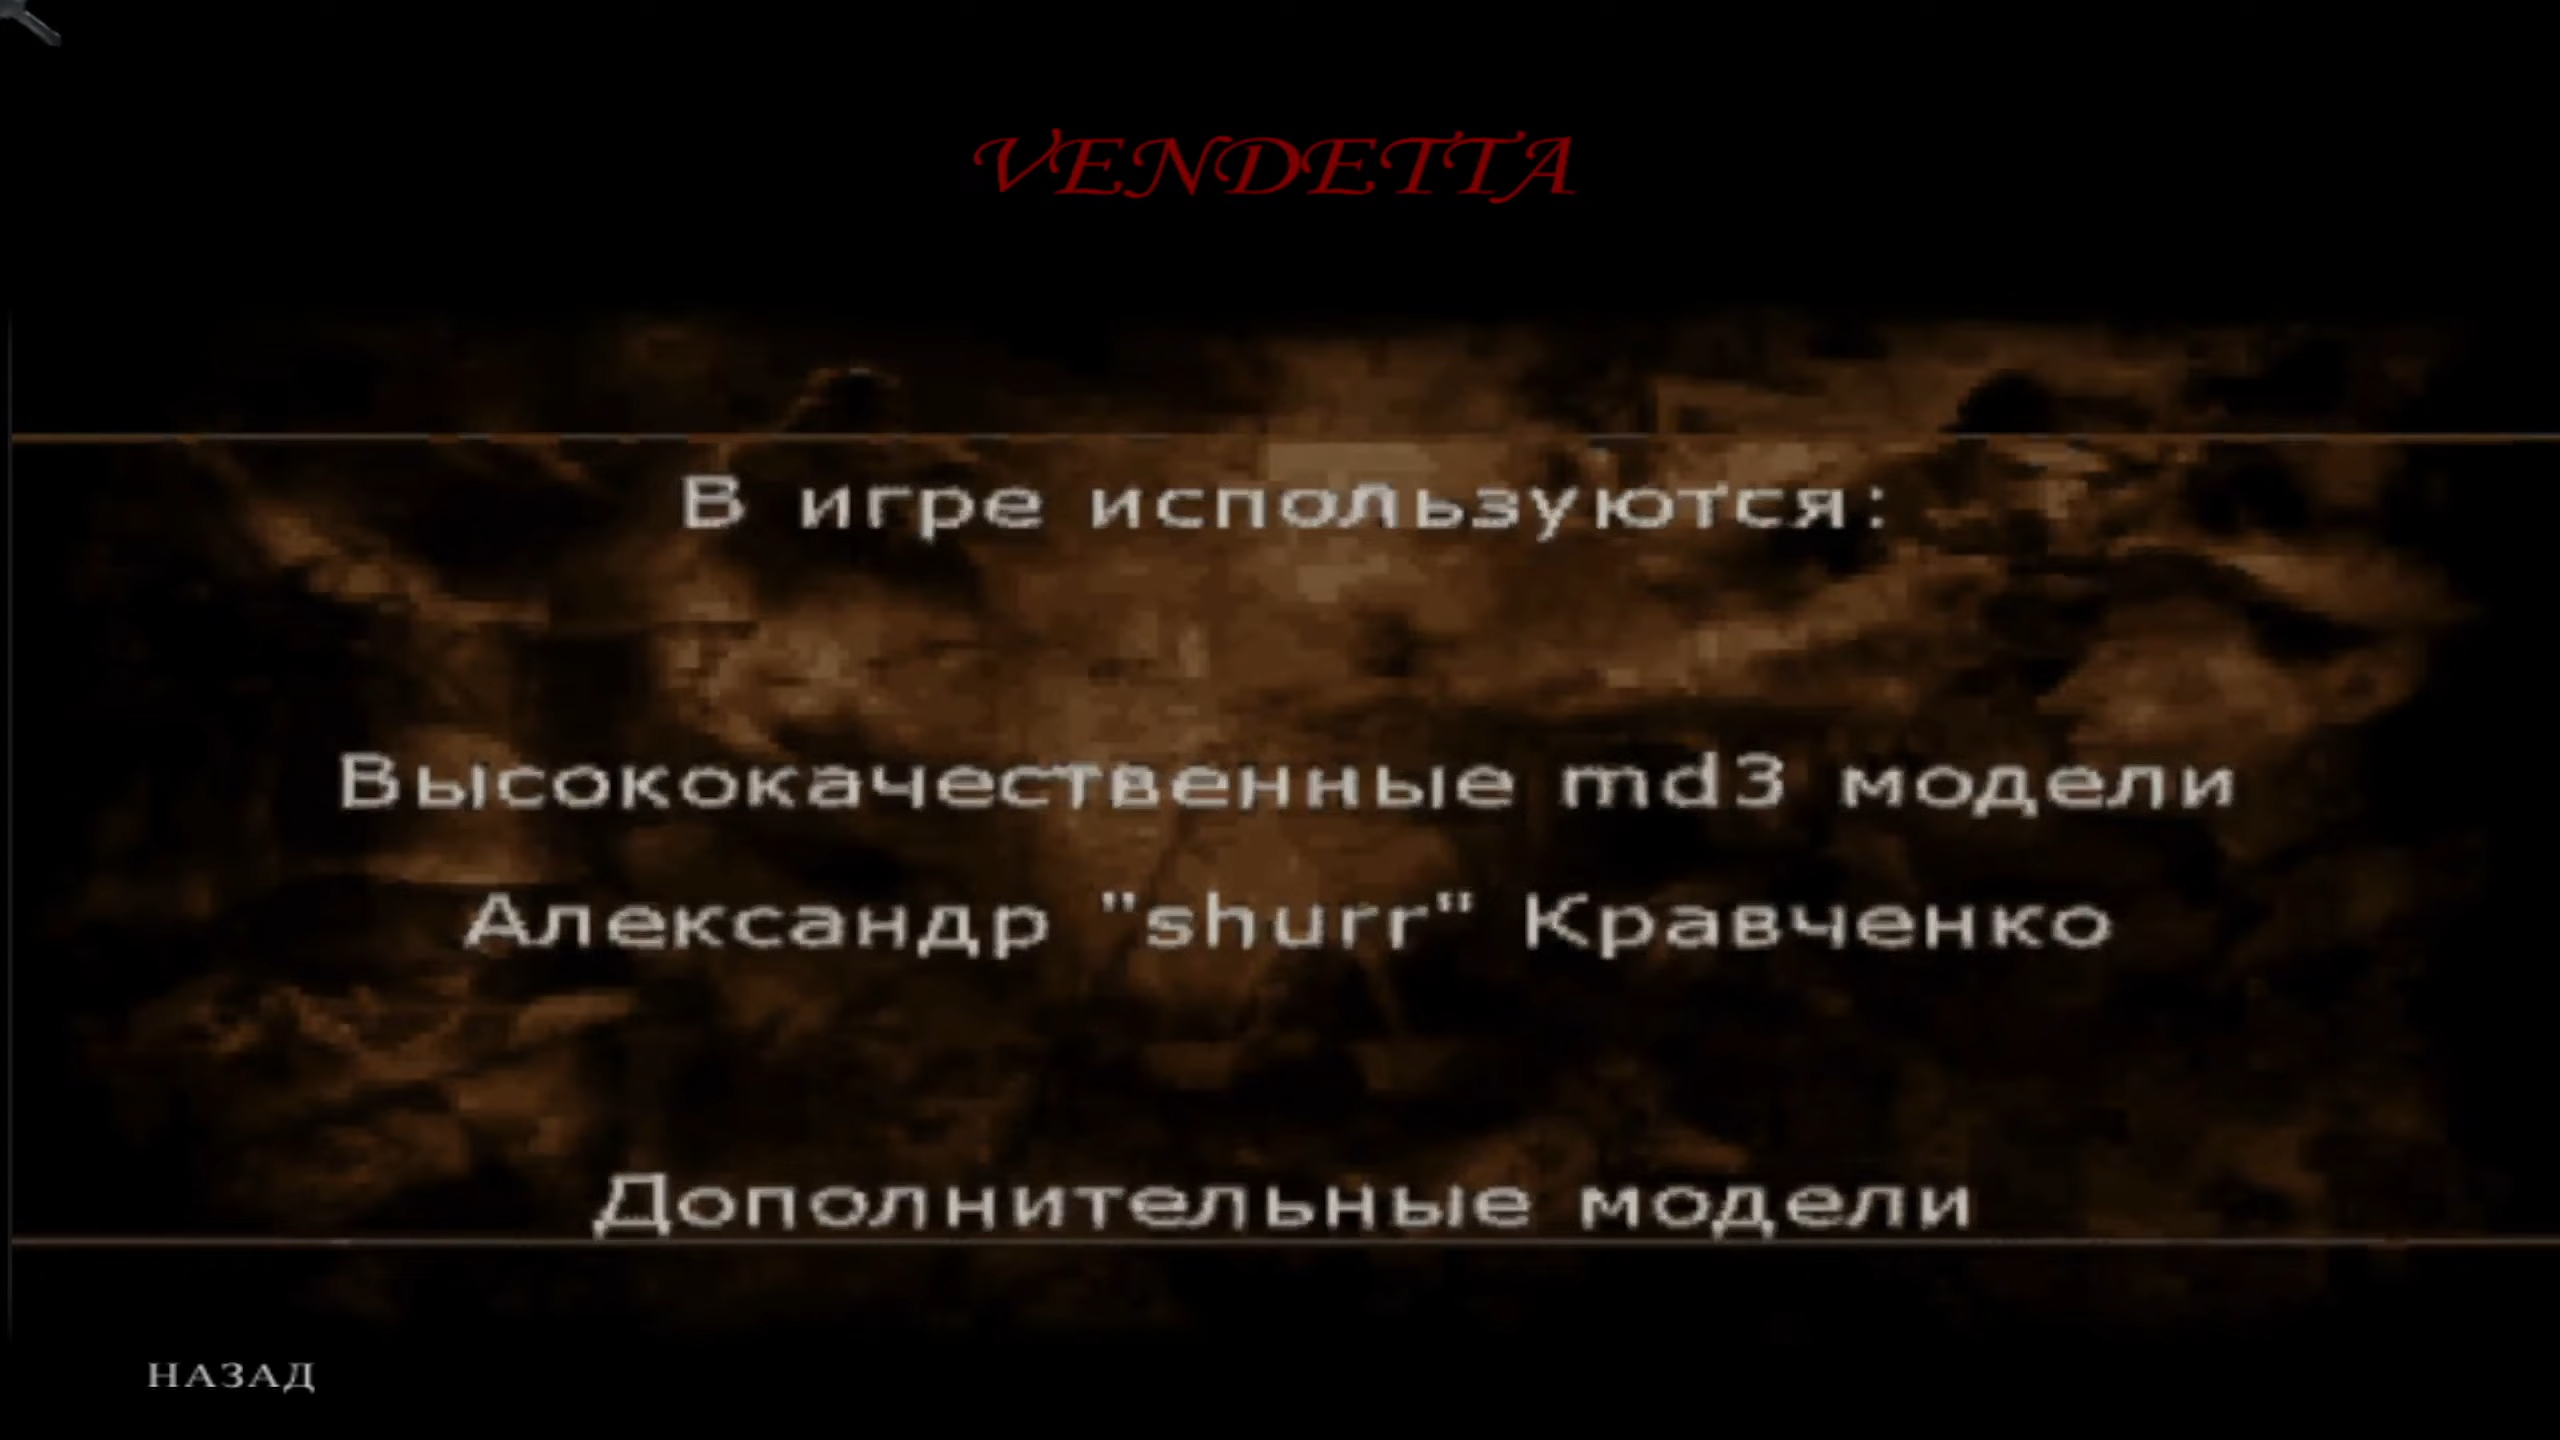 VENDETTA
В игре используются:
Высококачественные md3 модели
Александр "shurr" Кравченко
Дополнительные модели
НАЗАД